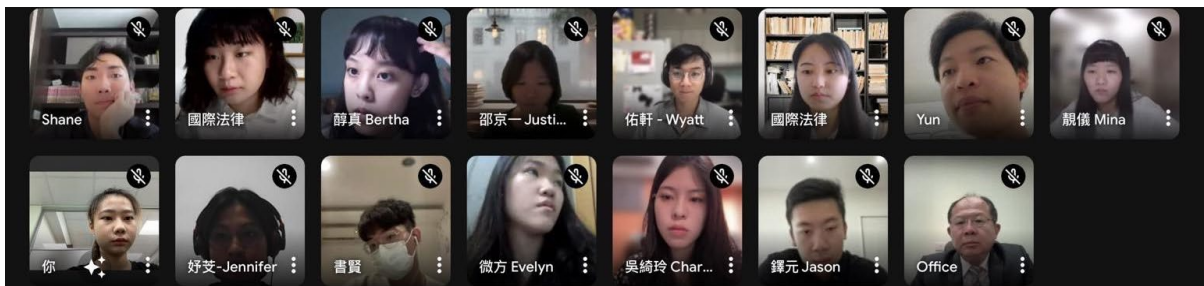 Shane
國際法律
醇真 Bertha
邵京一 Justi...
佑軒 - Wyatt
國際法律
Yun
靚儀 Mina
你
妤芠-Jennifer
書賢
微方 Evelyn
吳綺玲 Char...
鐸元 Jason
Office